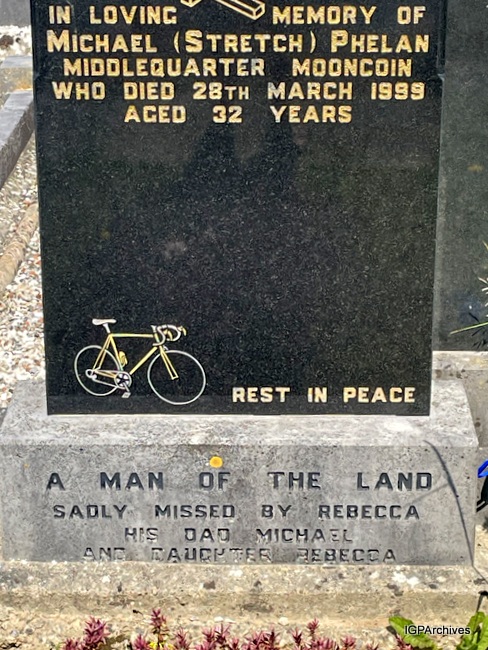 IN LOVING MEMORY OF
MICHAEL (STRETCH) PHELAN
MIDDLEQUARTER MOONCOIN
WHO DIED 28TH MARCH 1999
AGED 32 YEARS
REST IN PEACE
A MAN OF THE LAND
SADLY MISSED BY REBECCA
HIS DAD MICHAEL
AND DAUGHTER REBECCA
IGPArchives